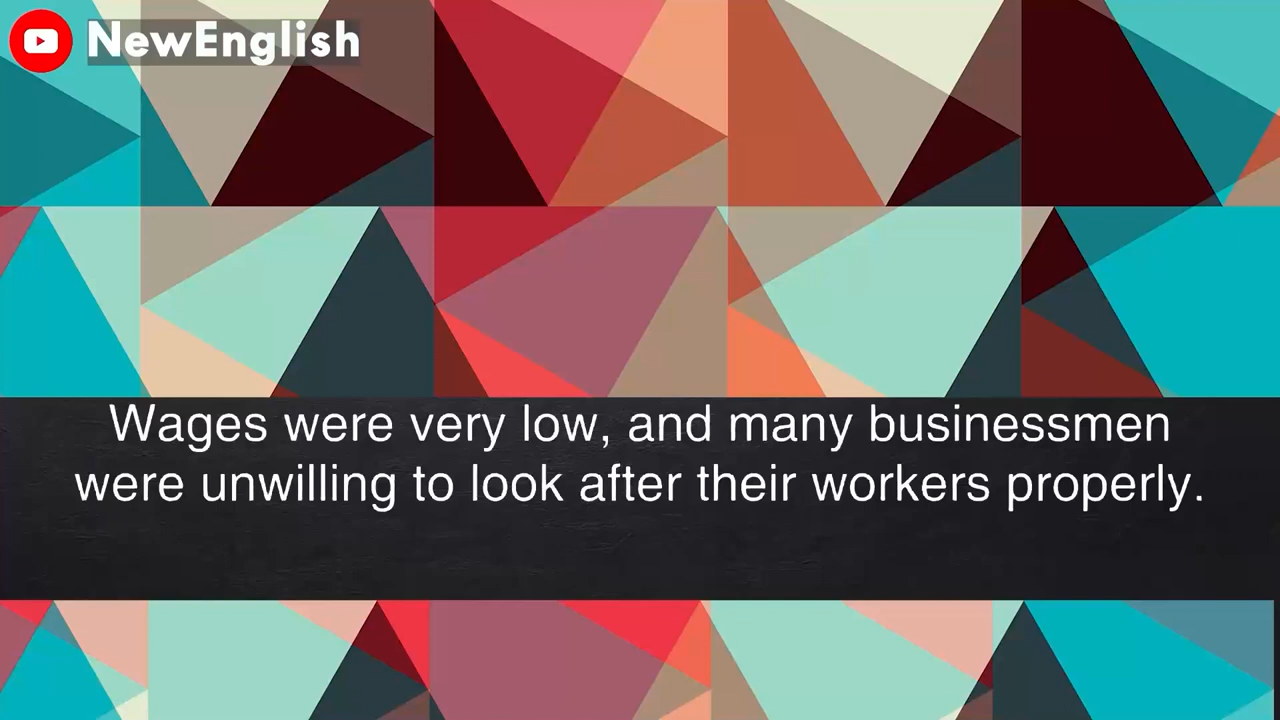 NewEnglish
Wages were very low, and many businessmen
were unwilling to look after their workers properly.